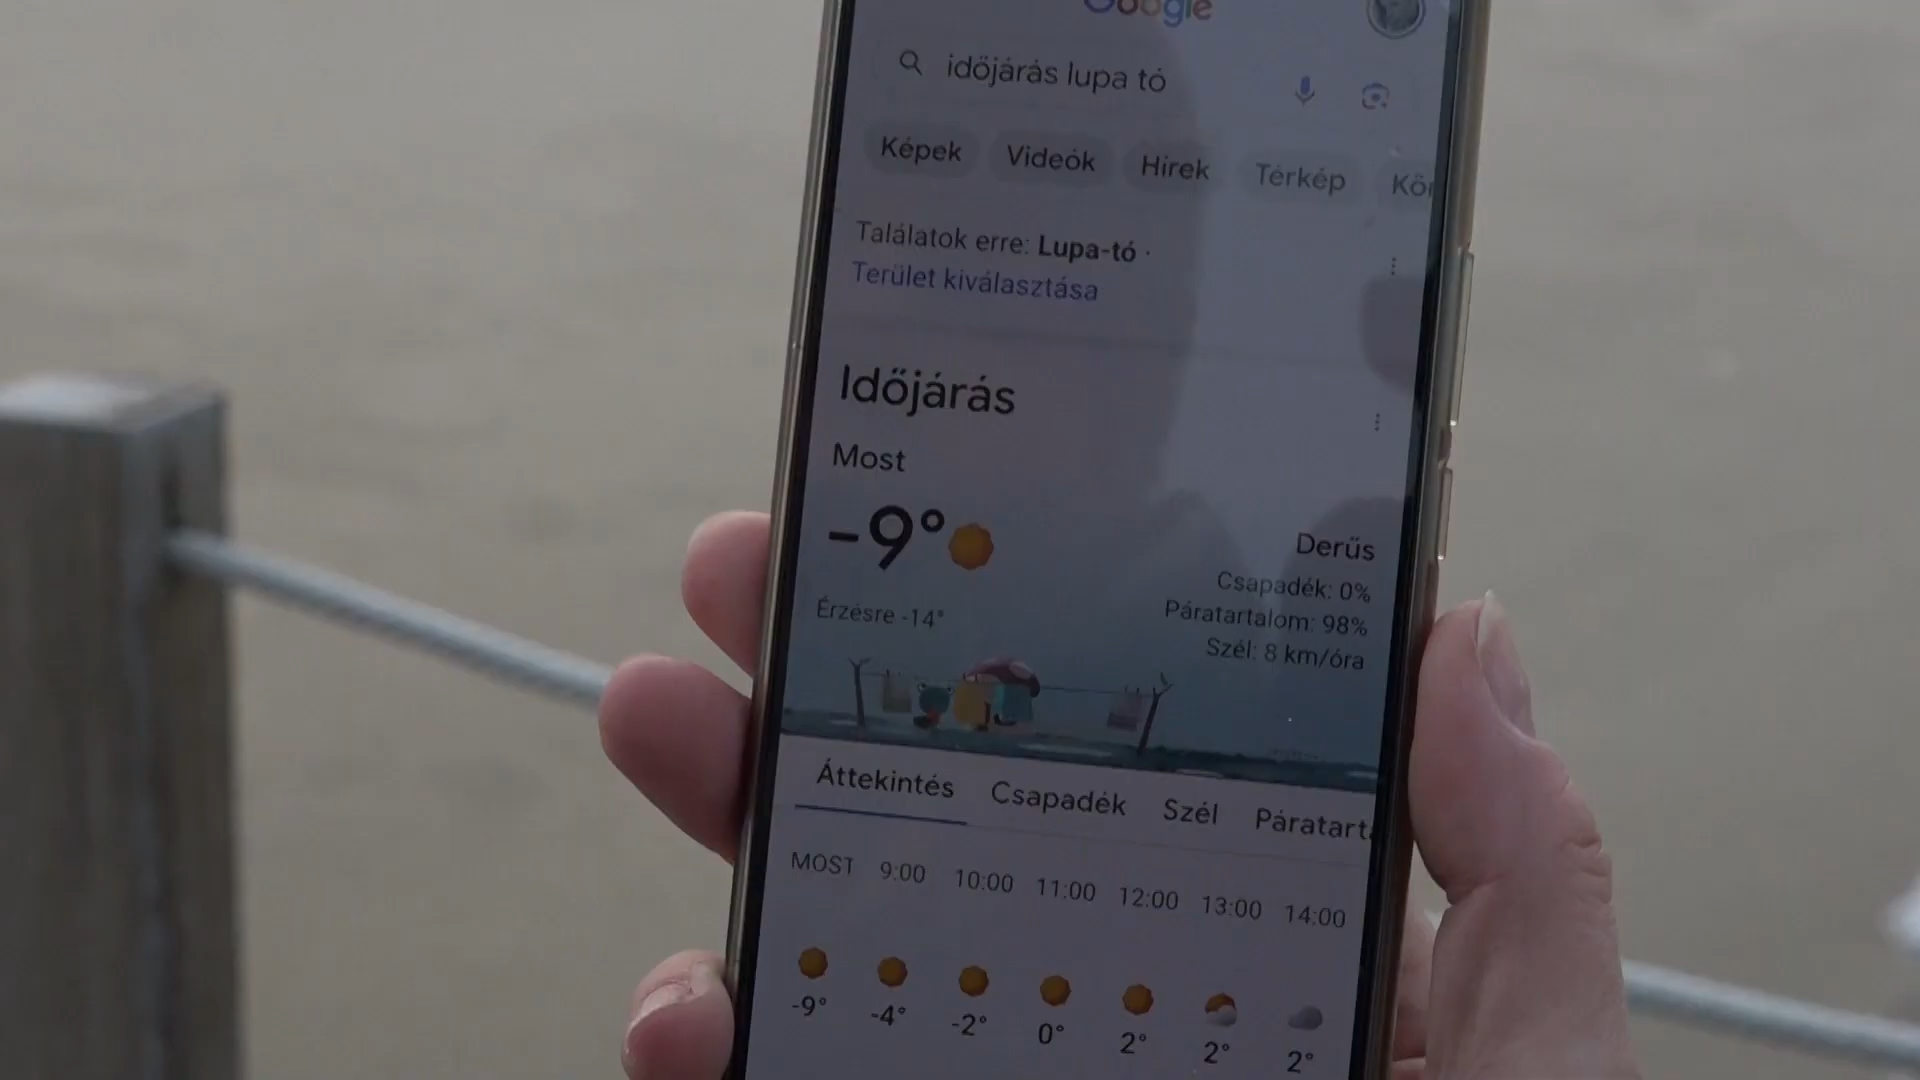 Google
időjárás lupa tó
Képek Videók Hírek Térkép
Találatok erre: Lupa-tó ·
Terület kiválasztása
Időjárás
Most
-9°
Érzésre -14°
Derűs
Csapadék: 0%
Páratartalom: 98%
Szél: 8 km/óra
Áttekintés Csapadék Szél
MOST 9:00 10:00 11:00 12:00 13:00 14:00
-9° -4° -2° 0° 2° 2° 2°